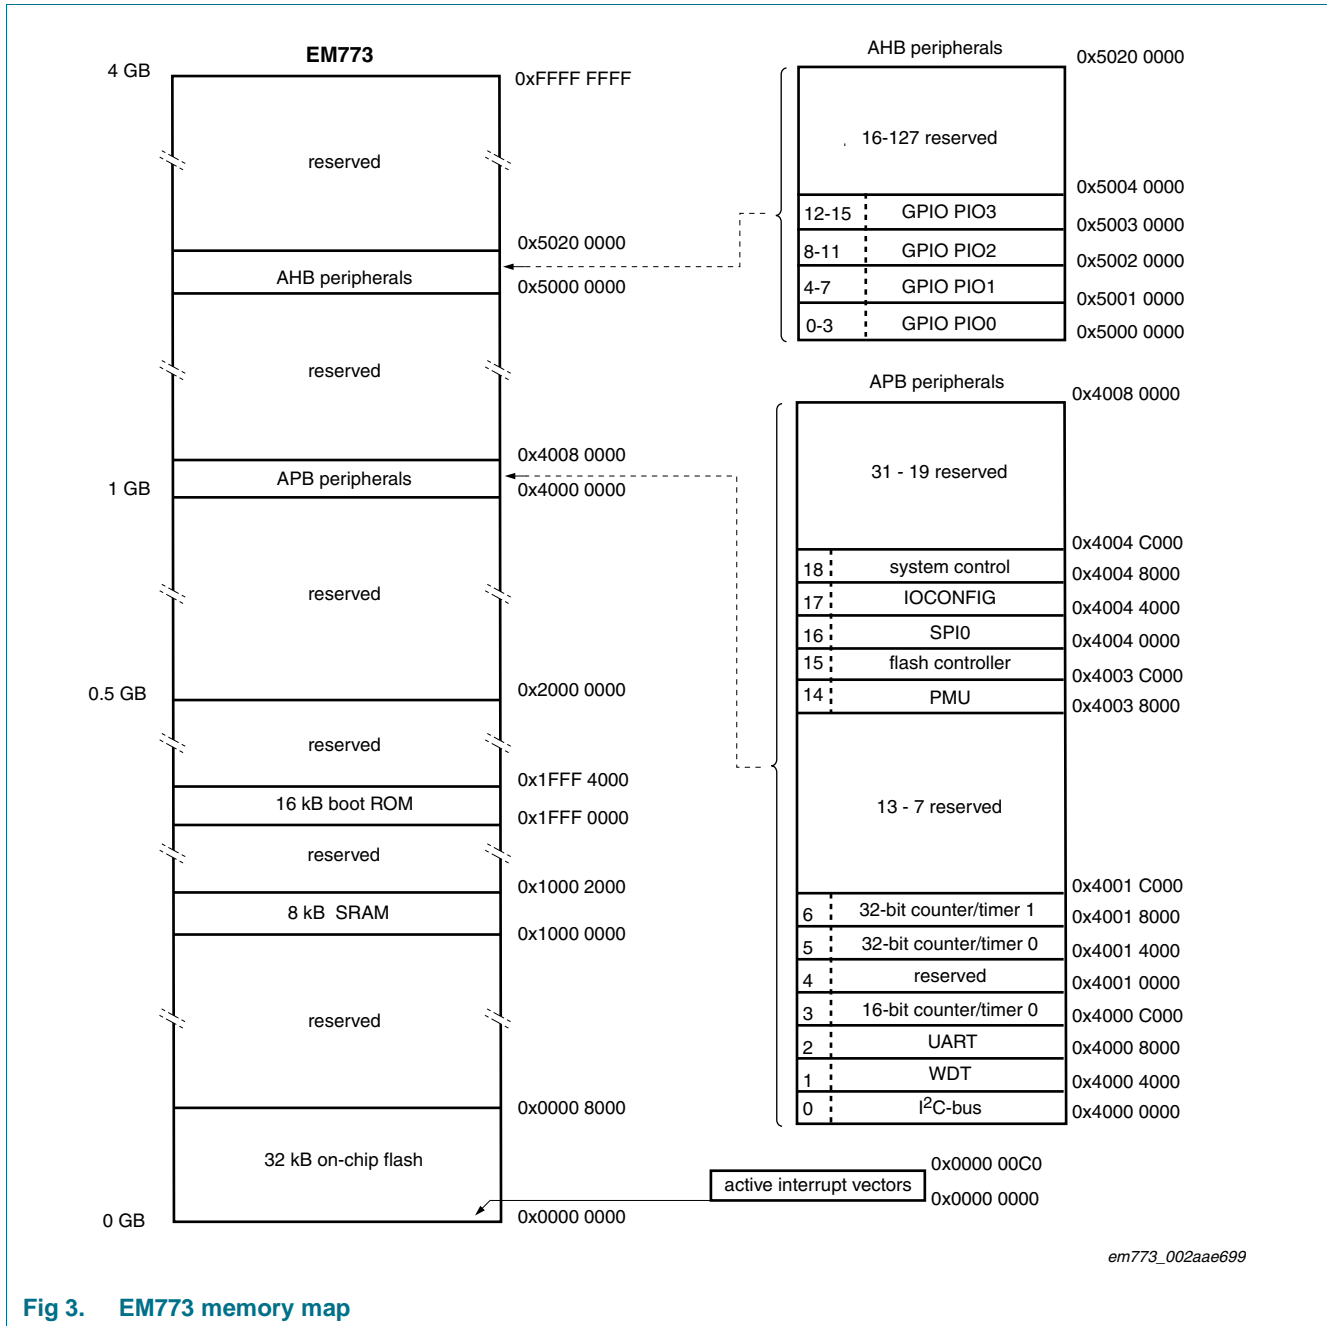 EM773
4 GB
0xFFFF FFFF
reserved
0x5020 0000
AHB peripherals
0x5000 0000
reserved
0x4008 0000
APB peripherals
1 GB
0x4000 0000
reserved
0.5 GB
0x2000 0000
reserved
0x1FFF 4000
16 kB boot ROM
0x1FFF 0000
reserved
0x1000 2000
8 kB SRAM
0x1000 0000
reserved
0x0000 8000
32 kB on-chip flash
0 GB
0x0000 0000
AHB peripherals
0x5020 0000
16-127 reserved
0x5004 0000
12-15 GPIO PIO3
0x5003 0000
8-11 GPIO PIO2
0x5002 0000
4-7 GPIO PIO1
0x5001 0000
0-3 GPIO PIO0
0x5000 0000
APB peripherals
0x4008 0000
31 - 19 reserved
0x4004 C000
18 system control
0x4004 8000
17 IOCONFIG
0x4004 4000
16 SPI0
0x4004 0000
15 flash controller
0x4003 C000
14 PMU
0x4003 8000
13 - 7 reserved
0x4001 C000
6 32-bit counter/timer 1
0x4001 8000
5 32-bit counter/timer 0
0x4001 4000
4 reserved
0x4001 0000
3 16-bit counter/timer 0
0x4000 C000
2 UART
0x4000 8000
1 WDT
0x4000 4000
0 I²C-bus
0x4000 0000
0x0000 00C0
active interrupt vectors
0x0000 0000
em773_002aae699
Fig 3. EM773 memory map